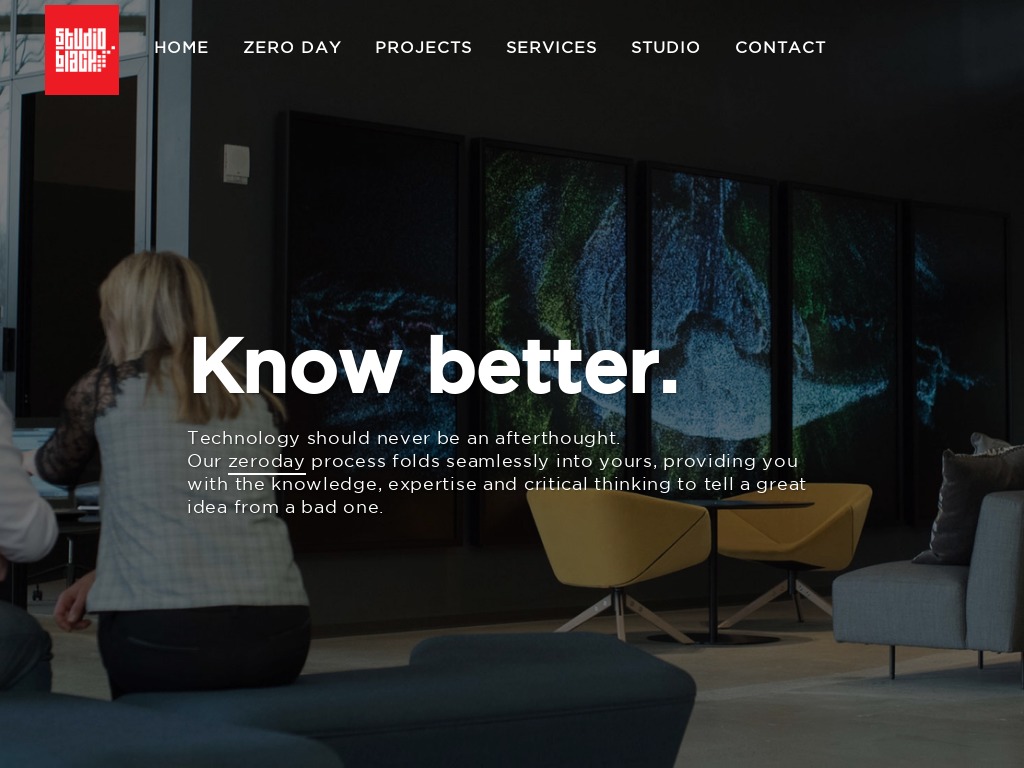 studio
black
HOME ZERO DAY PROJECTS SERVICES STUDIO CONTACT
Know better.
Technology should never be an afterthought.
Our zeroday process folds seamlessly into yours, providing you
with the knowledge, expertise and critical thinking to tell a great
idea from a bad one.